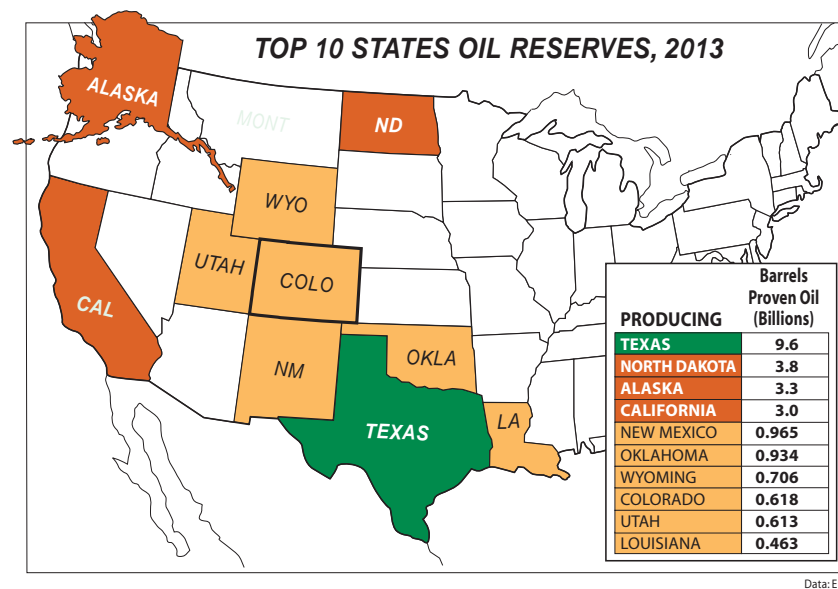 TOP 10 STATES OIL RESERVES, 2013
ALASKA
MONT
ND
WYO
UTAH
COLO
CAL
NM
OKLA
TEXAS
LA
Barrels
Proven Oil
PRODUCING (Billions)
TEXAS 9.6
NORTH DAKOTA 3.8
ALASKA 3.3
CALIFORNIA 3.0
NEW MEXICO 0.965
OKLAHOMA 0.934
WYOMING 0.706
COLORADO 0.618
UTAH 0.613
LOUISIANA 0.463
Data: E